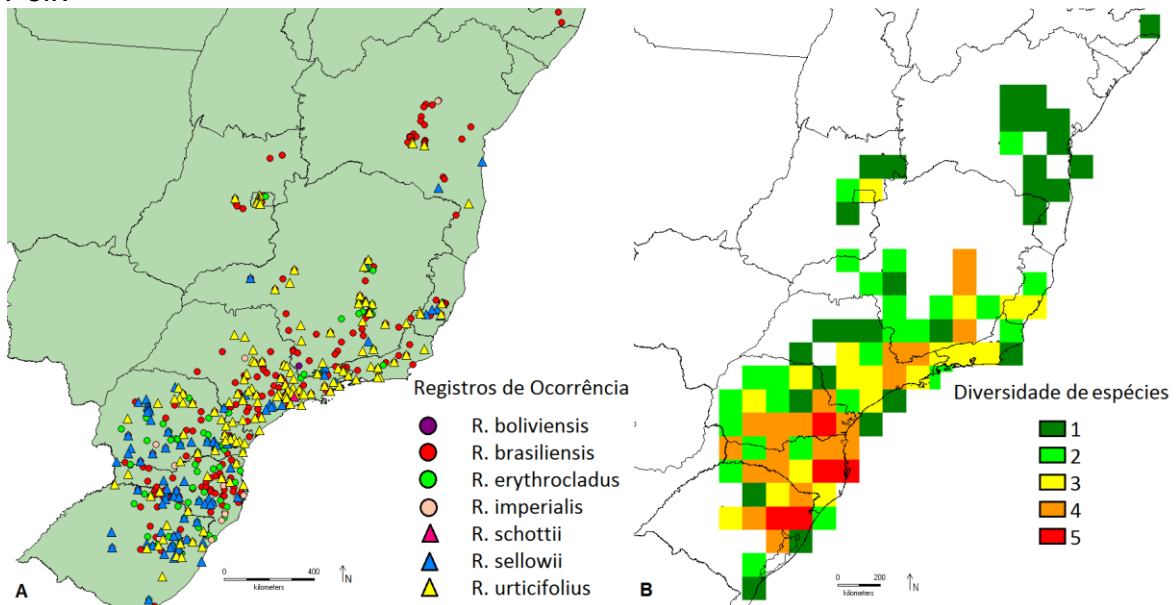 Registros de Ocorrência
R. boliviensis
R. brasiliensis
R. erythrocladus
R. imperialis
R. schottii
R. sellowii
R. urticifolius
A
0 400
kilometers
N
Diversidade de espécies
1
2
3
4
5
B
0 200
kilometers
N